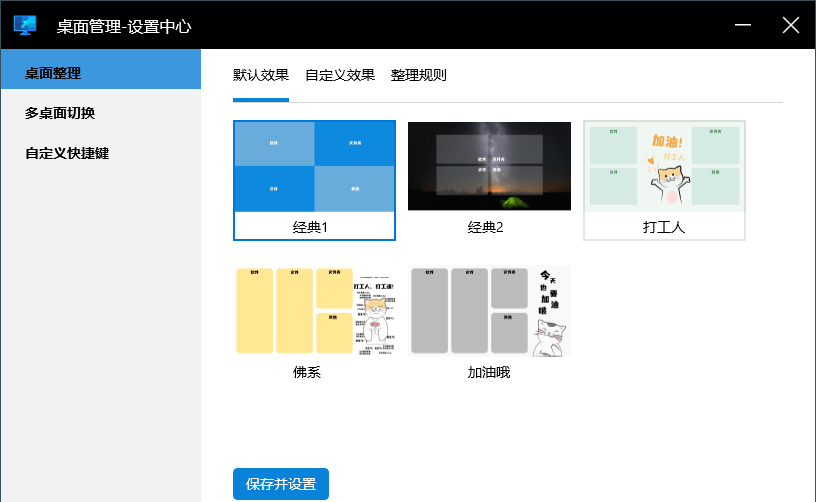 桌面管理-设置中心
桌面整理
多桌面切换
自定义快捷键
默认效果 自定义效果 整理规则
软件 文件夹
文件 其他
经典1
软件 文件夹
文件 其他
经典2
软件 加油! 文件夹
打工人
文件 其他
打工人
软件 文件 文件夹
打工人,打工魂!
其他
佛系
软件 文件 文件夹
其他
今天也要加油哦
加油哦
保存并设置